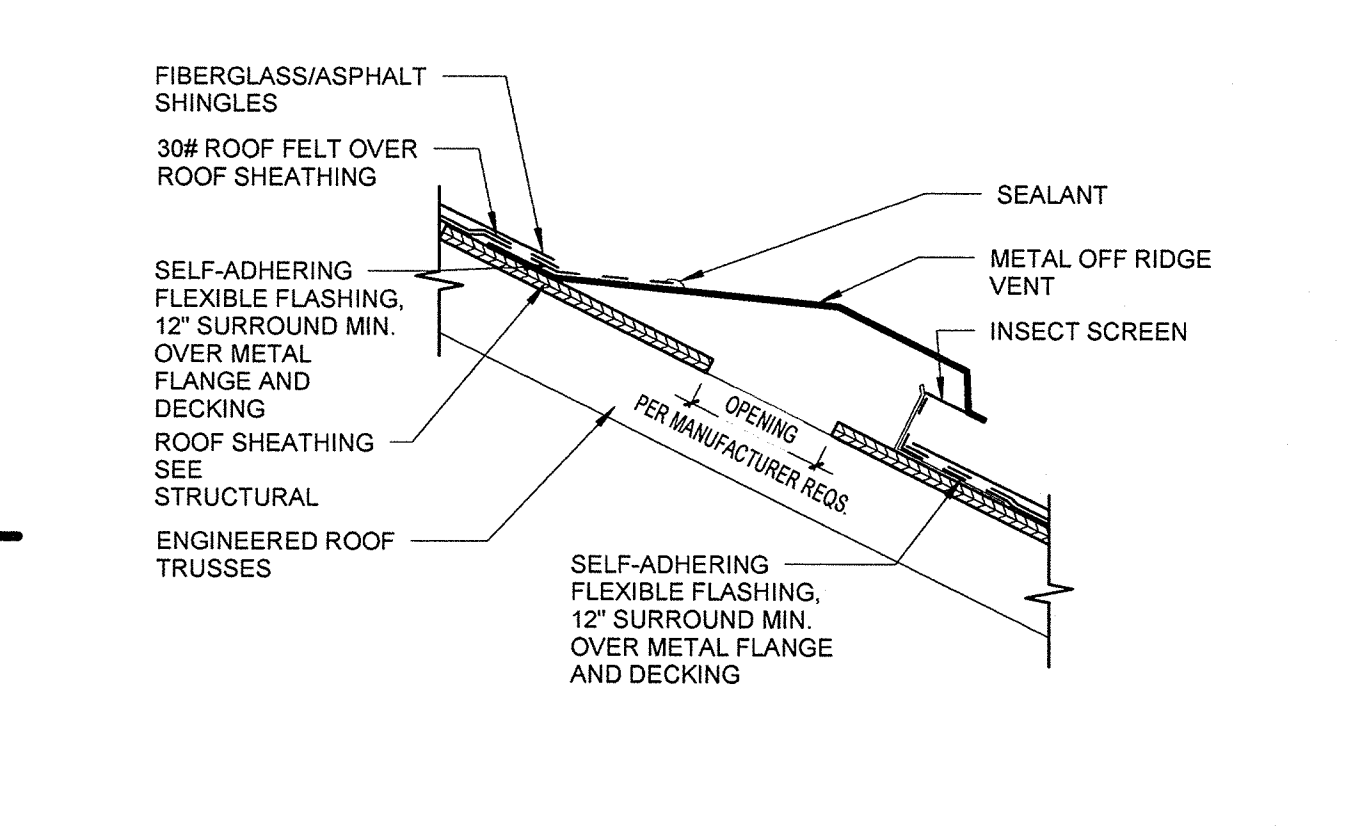 FIBERGLASS/ASPHALT
SHINGLES
30# ROOF FELT OVER
ROOF SHEATHING
SELF-ADHERING
FLEXIBLE FLASHING,
12" SURROUND MIN.
OVER METAL
FLANGE AND
DECKING
ROOF SHEATHING
SEE
STRUCTURAL
ENGINEERED ROOF
TRUSSES
SEALANT
METAL OFF RIDGE
VENT
INSECT SCREEN
OPENING
PER MANUFACTURER REQS.
SELF-ADHERING
FLEXIBLE FLASHING,
12" SURROUND MIN.
OVER METAL FLANGE
AND DECKING